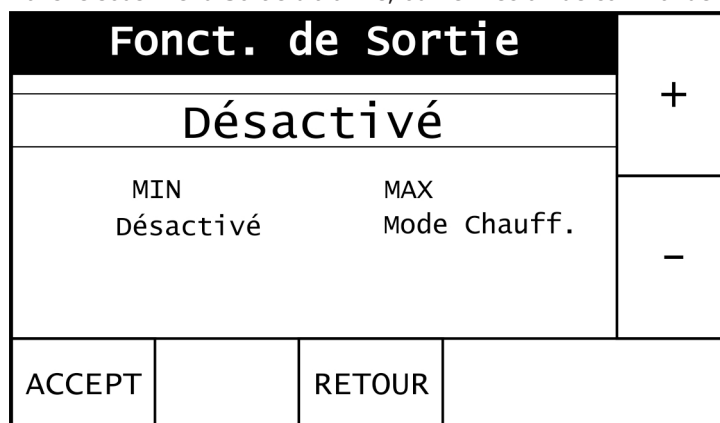 Fonct. de Sortie
+
Désactivé
MIN MAX
Désactivé Mode Chauff.
-
ACCEPT RETOUR